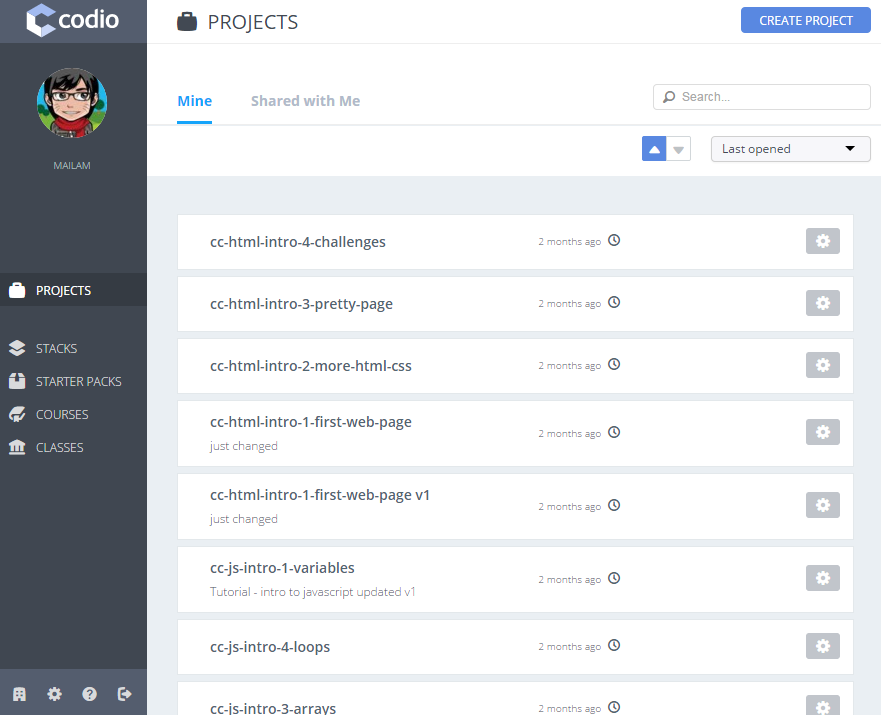 codio
PROJECTS
CREATE PROJECT
MAILAM
Mine
Shared with Me
Search...
Last opened
PROJECTS
STACKS
STARTER PACKS
COURSES
CLASSES
cc-html-intro-4-challenges
2 months ago
cc-html-intro-3-pretty-page
2 months ago
cc-html-intro-2-more-html-css
2 months ago
cc-html-intro-1-first-web-page
just changed
2 months ago
cc-html-intro-1-first-web-page v1
just changed
2 months ago
cc-js-intro-1-variables
Tutorial - intro to javascript updated v1
2 months ago
cc-js-intro-4-loops
2 months ago
cc-js-intro-3-arrays
2 months ago